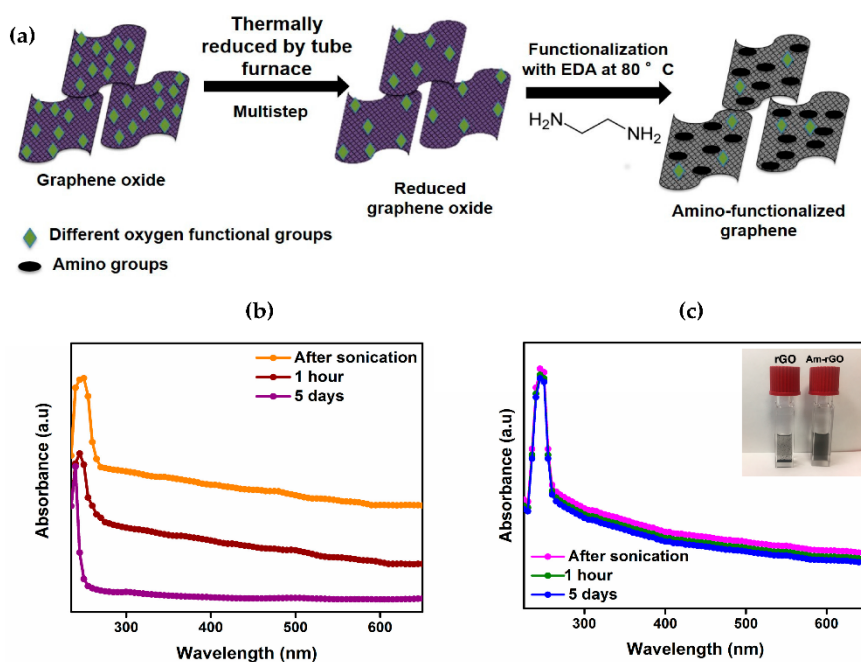 (a)
Thermally
reduced by tube
furnace
Multistep
Functionalization
with EDA at 80 ° C
H₂N
NH₂
Graphene oxide
Reduced
graphene oxide
Amino-functionalized
graphene
Different oxygen functional groups
Amino groups
(b)
Absorbance (a.u)
After sonication
1 hour
5 days
300 400 500 600
Wavelength (nm)
(c)
Absorbance (a.u)
rGO Am-rGO
After sonication
1 hour
5 days
300 400 500 600
Wavelength (nm)